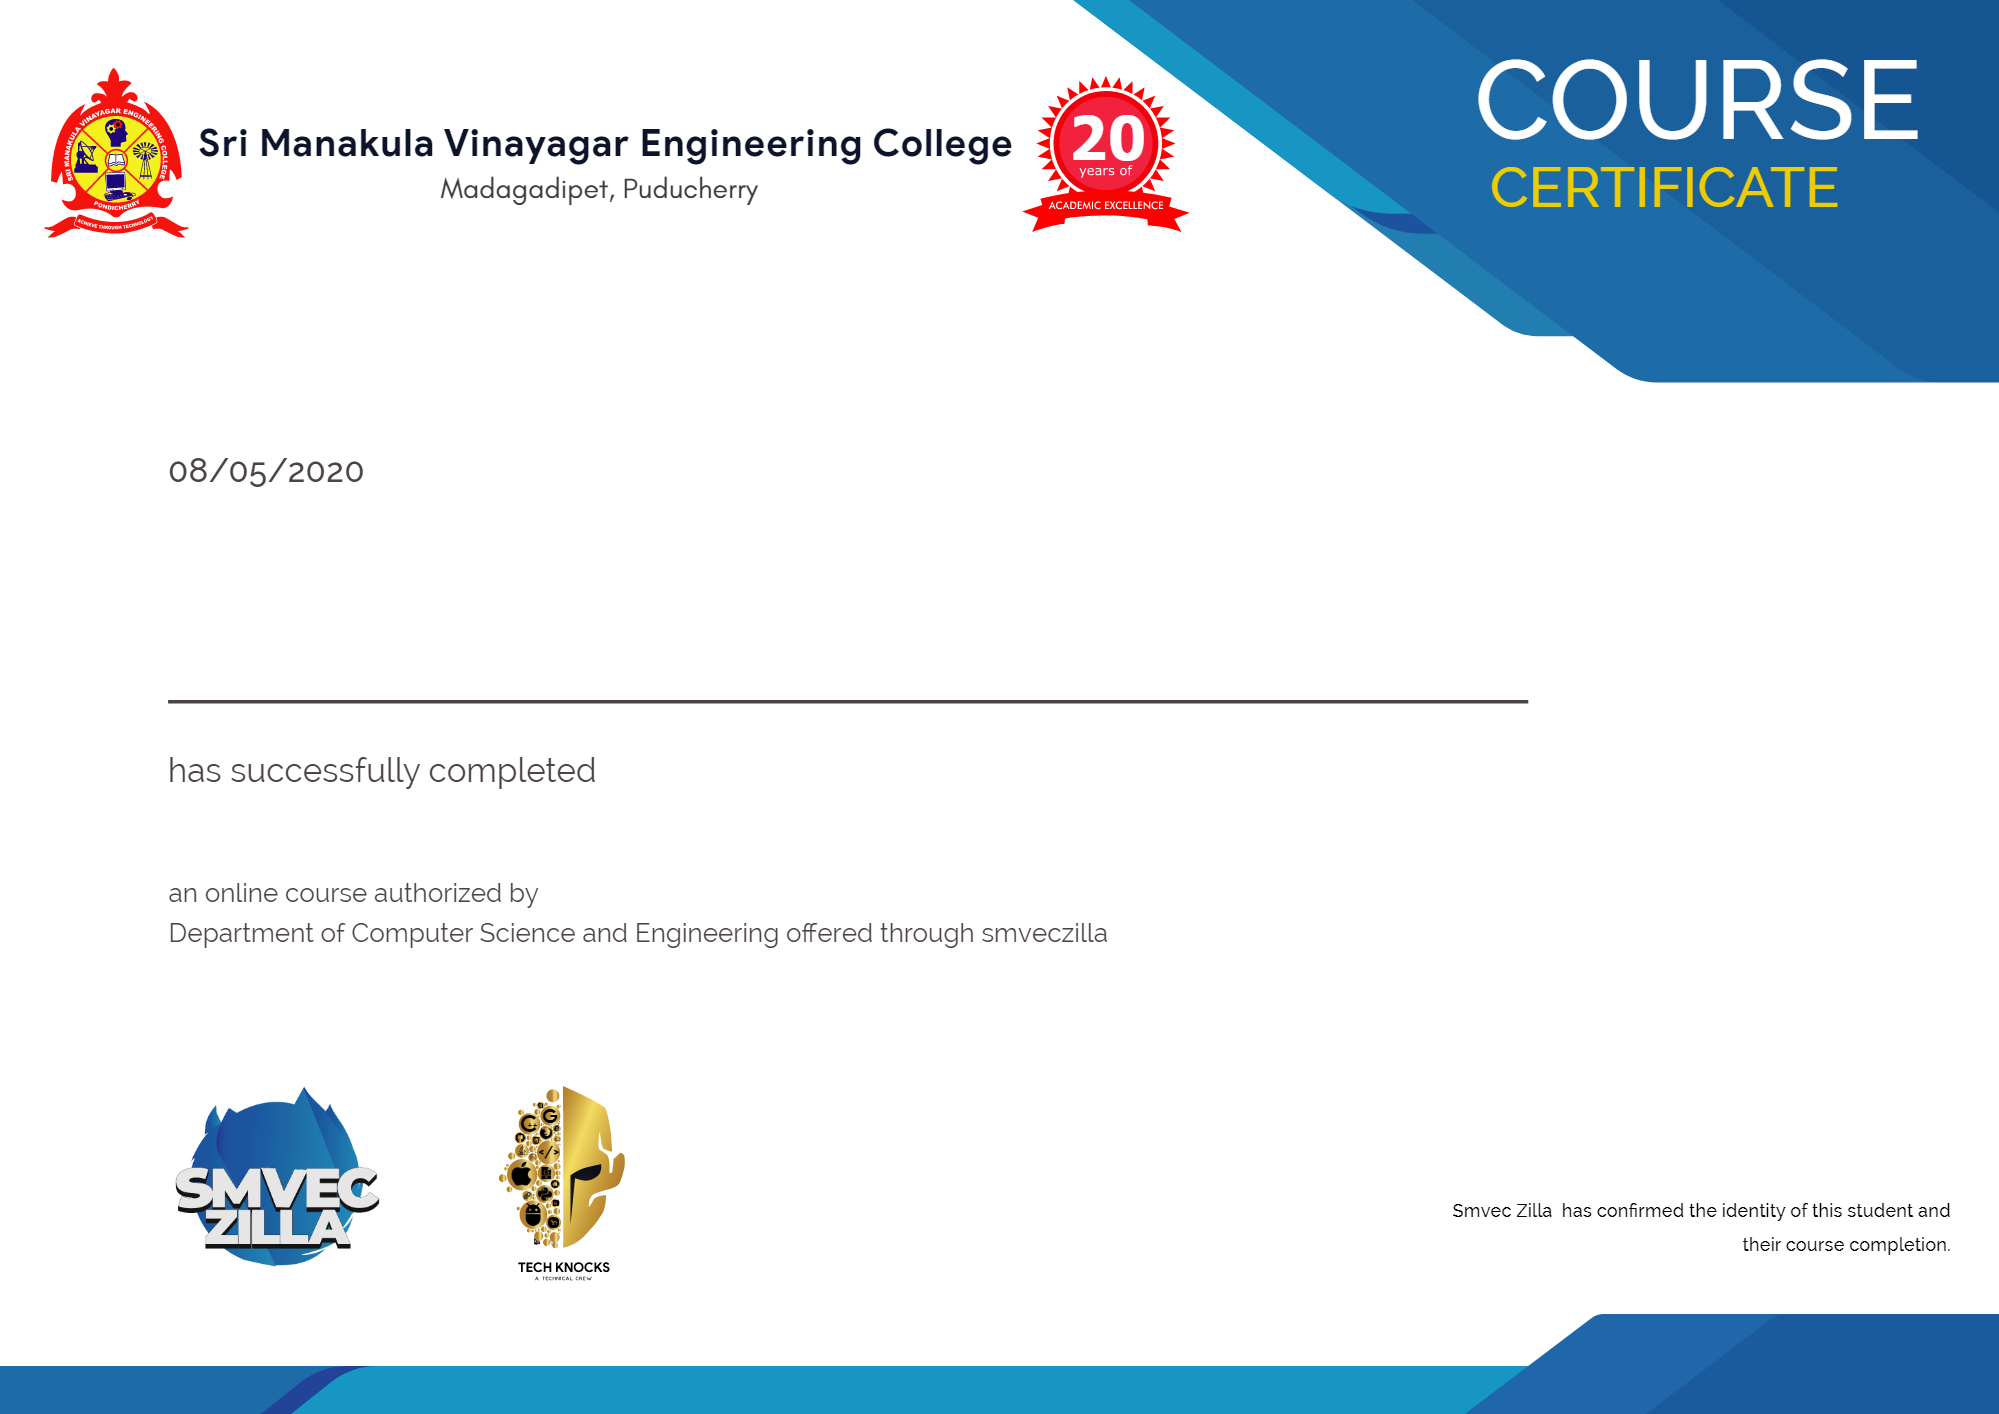 COURSE
CERTIFICATE
SRI MANAKULA VINAYAGAR ENGINEERING COLLEGE
PONDICHERRY
ACHIEVE THROUGH TECHNOLOGY
Sri Manakula Vinayagar Engineering College
Madagadipet, Puducherry
20
years of
ACADEMIC EXCELLENCE
08/05/2020
has successfully completed
an online course authorized by
Department of Computer Science and Engineering offered through smveczilla
SMVEC
ZILLA
C++
G
</>
TECH KNOCKS
A TECHNICAL CREW
Smvec Zilla has confirmed the identity of this student and
their course completion.